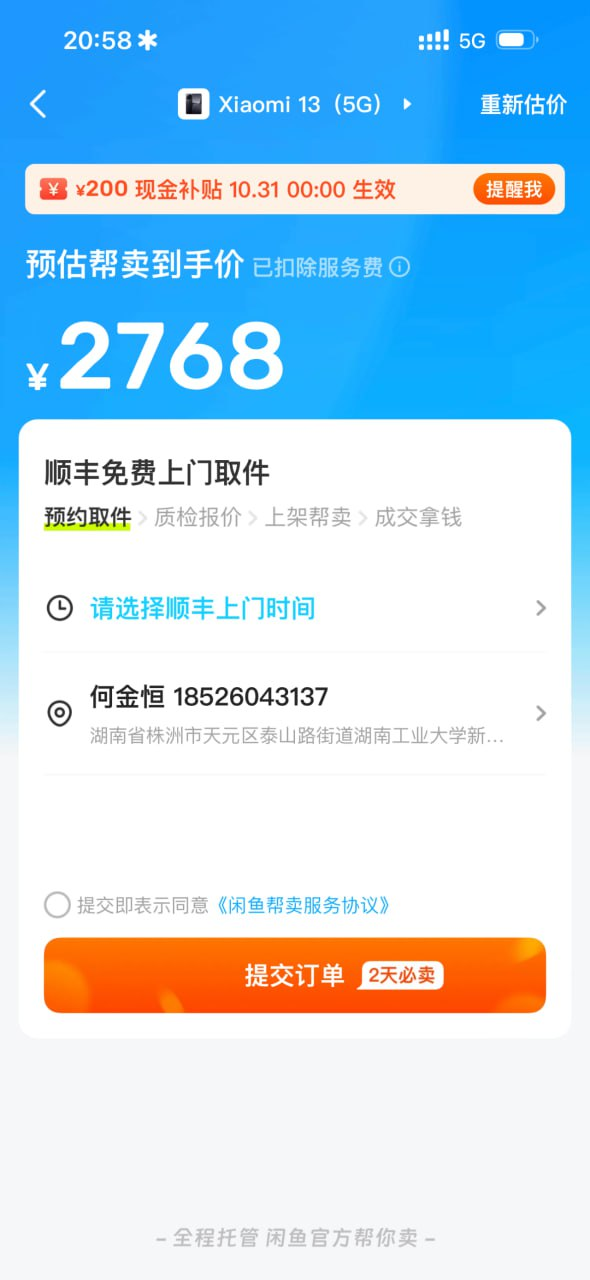 20:58 ✱ 5G
Xiaomi 13（5G） 重新估价
¥200 现金补贴 10.31 00:00 生效 提醒我
预估帮卖到手价 已扣除服务费
¥2768
顺丰免费上门取件
预约取件 > 质检报价 > 上架帮卖 > 成交拿钱
请选择顺丰上门时间
何金恒 18526043137
湖南省株洲市天元区泰山路街道湖南工业大学新...
提交即表示同意《闲鱼帮卖服务协议》
提交订单 2天必卖
– 全程托管 闲鱼官方帮你卖 –